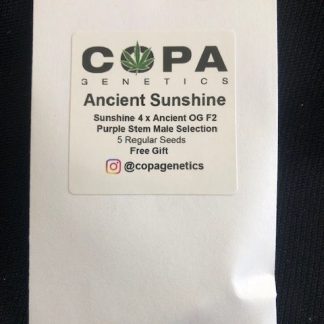 COPA
GENETICS
Ancient Sunshine
Sunshine 4 x Ancient OG F2
Purple Stem Male Selection
5 Regular Seeds
Free Gift
@copagenetics